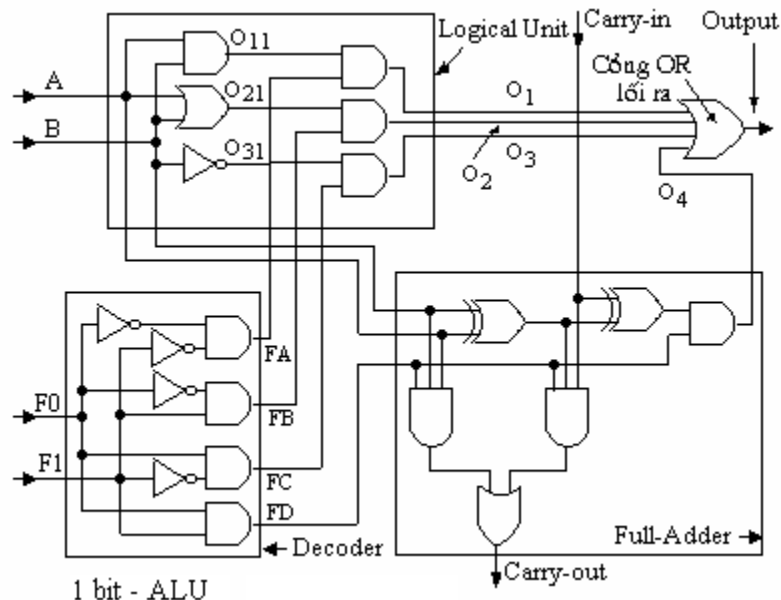 Carry-in
Output
O11
Logical Unit
Cổng OR
lối ra
A
O21
O1
B
O31
O2
O3
O4
FA
F0
FB
F1
FC
FD
Decoder
Full-Adder
Carry-out
1 bit - ALU